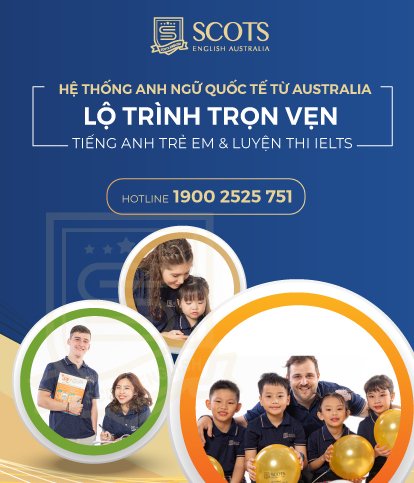 SCOTS
ENGLISH AUSTRALIA
HỆ THỐNG ANH NGỮ QUỐC TẾ TỪ AUSTRALIA
LỘ TRÌNH TRỌN VẸN
TIẾNG ANH TRẺ EM & LUYỆN THI IELTS
HOTLINE 1900 2525 751
SCOTS